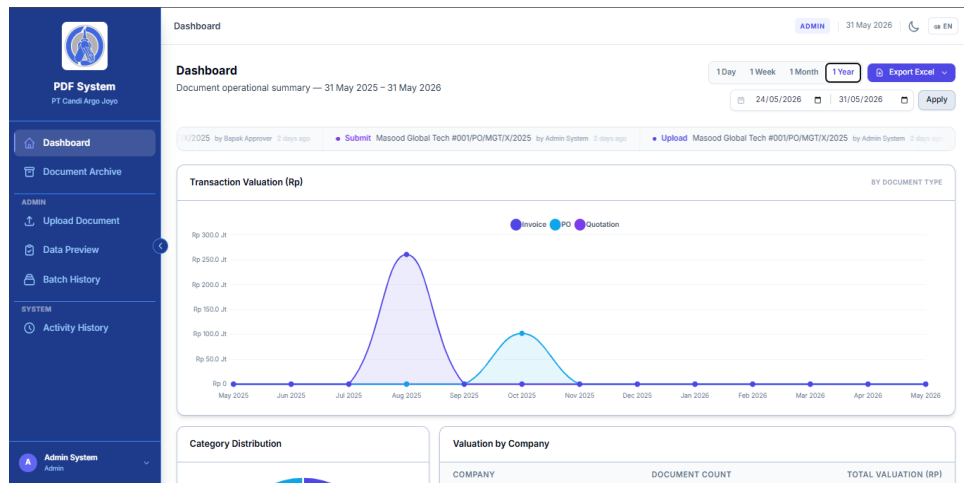 PDF System
PT Candi Argo Joyo
Dashboard
Document Archive
ADMIN
Upload Document
Data Preview
Batch History
SYSTEM
Activity History
A
Admin System
Admin
Dashboard
ADMIN
31 May 2026
GB EN
Dashboard
Document operational summary — 31 May 2025 – 31 May 2026
1 Day 1 Week 1 Month 1 Year
Export Excel
24/05/2026
31/05/2026
Apply
X/2025 by Bapak Approver 2 days ago • Submit Masood Global Tech #001/PO/MGT/X/2025 by Admin System 2 days ago • Upload Masood Global Tech #001/PO/MGT/X/2025 by Admin System 2 days ago
Transaction Valuation (Rp)
BY DOCUMENT TYPE
Invoice PO Quotation
Rp 300.0 Jt
Rp 250.0 Jt
Rp 200.0 Jt
Rp 150.0 Jt
Rp 100.0 Jt
Rp 50.0 Jt
Rp 0
May 2025 Jun 2025 Jul 2025 Aug 2025 Sep 2025 Oct 2025 Nov 2025 Dec 2025 Jan 2026 Feb 2026 Mar 2026 Apr 2026 May 2026
Category Distribution
Valuation by Company
COMPANY DOCUMENT COUNT TOTAL VALUATION (RP)